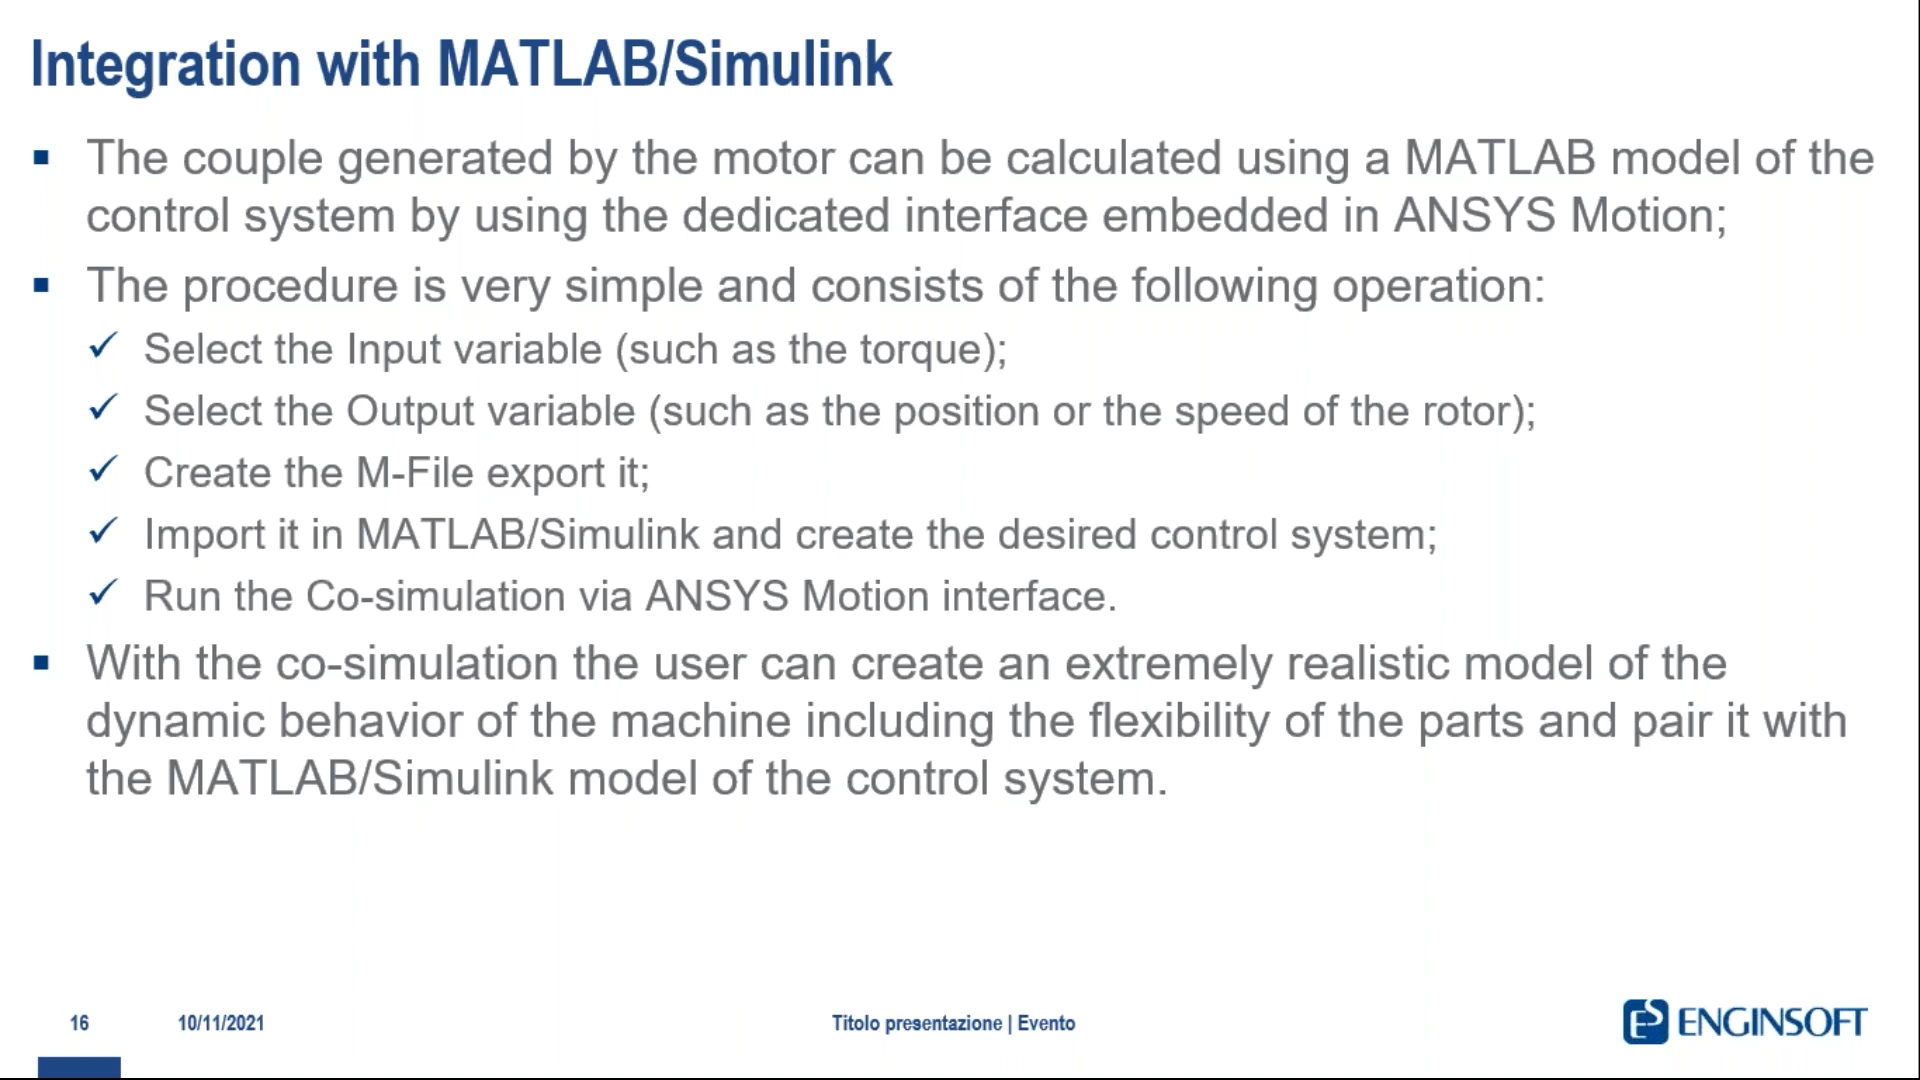 Integration with MATLAB/Simulink
▪ The couple generated by the motor can be calculated using a MATLAB model of the
control system by using the dedicated interface embedded in ANSYS Motion;
▪ The procedure is very simple and consists of the following operation:
✓ Select the Input variable (such as the torque);
✓ Select the Output variable (such as the position or the speed of the rotor);
✓ Create the M-File export it;
✓ Import it in MATLAB/Simulink and create the desired control system;
✓ Run the Co-simulation via ANSYS Motion interface.
▪ With the co-simulation the user can create an extremely realistic model of the
dynamic behavior of the machine including the flexibility of the parts and pair it with
the MATLAB/Simulink model of the control system.
16 10/11/2021 Titolo presentazione | Evento ENGINSOFT